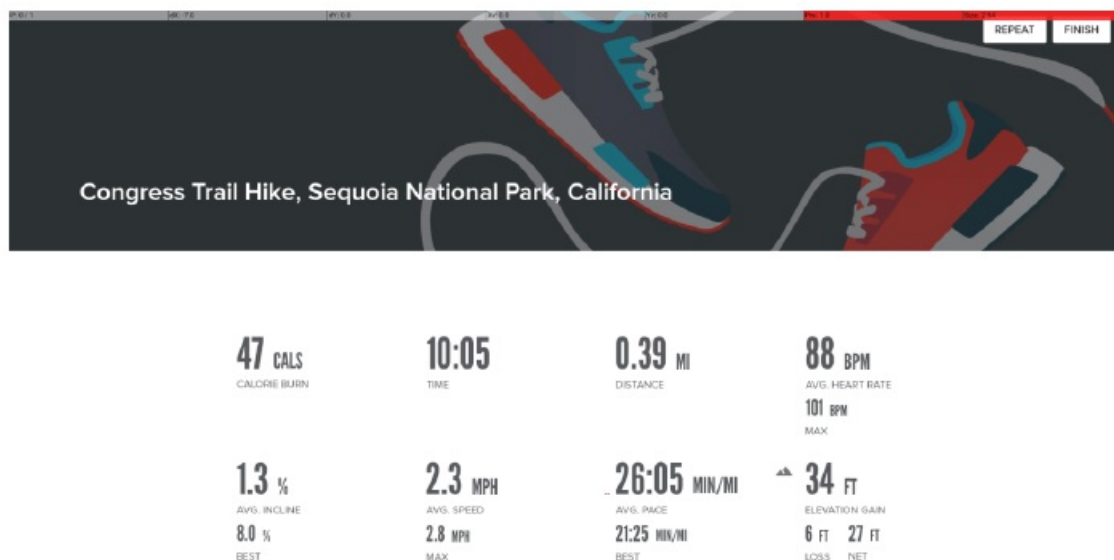 REPEAT FINISH
Congress Trail Hike, Sequoia National Park, California
47 CALS 10:05 0.39 MI 88 BPM
CALORIE BURN TIME DISTANCE AVG. HEART RATE
101 BPM
MAX
1.3 % 2.3 MPH 26:05 MIN/MI 34 FT
AVG. INCLINE AVG. SPEED AVG. PACE ELEVATION GAIN
8.0 % 2.8 MPH 21:25 MIN/MI 6 FT 27 FT
BEST MAX BEST LOSS NET